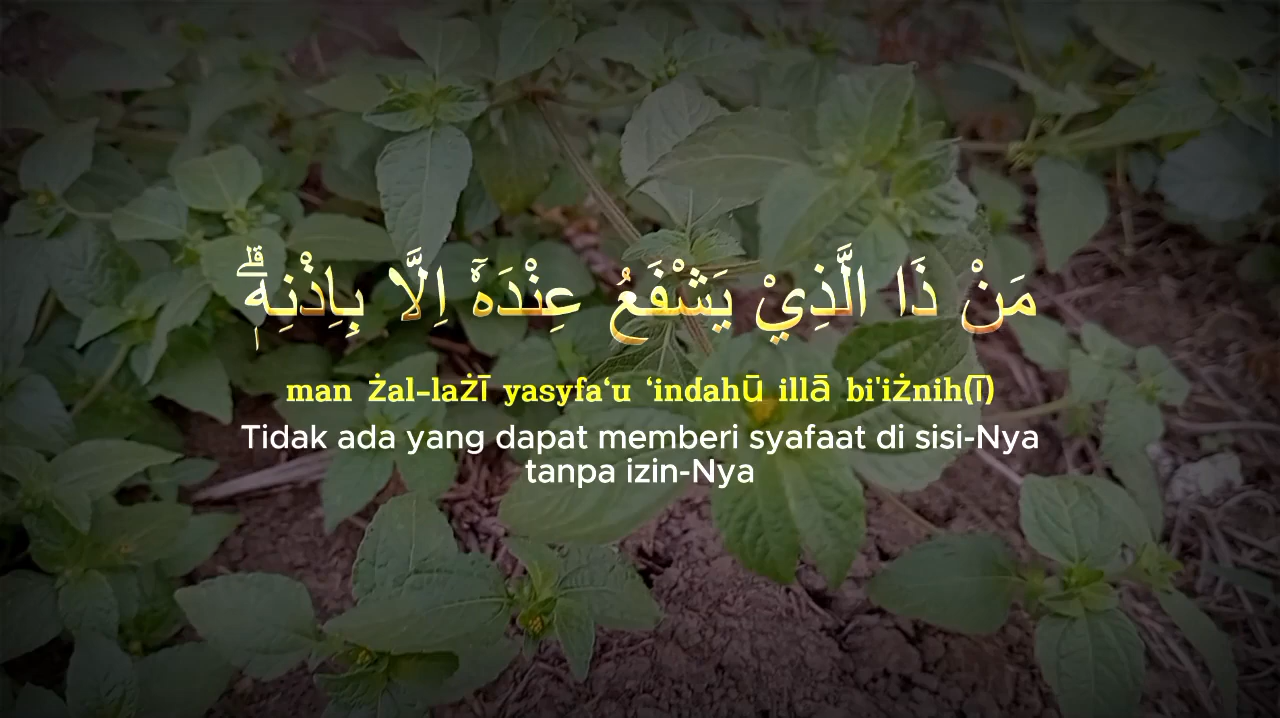 مَنْ ذَا الَّذِيْ يَشْفَعُ عِنْدَهٗٓ اِلَّا بِاِذْنِهٖۗ
man żal-lażī yasyfa‘u ‘indahū illā bi'iżnih(ī)
Tidak ada yang dapat memberi syafaat di sisi-Nya
tanpa izin-Nya